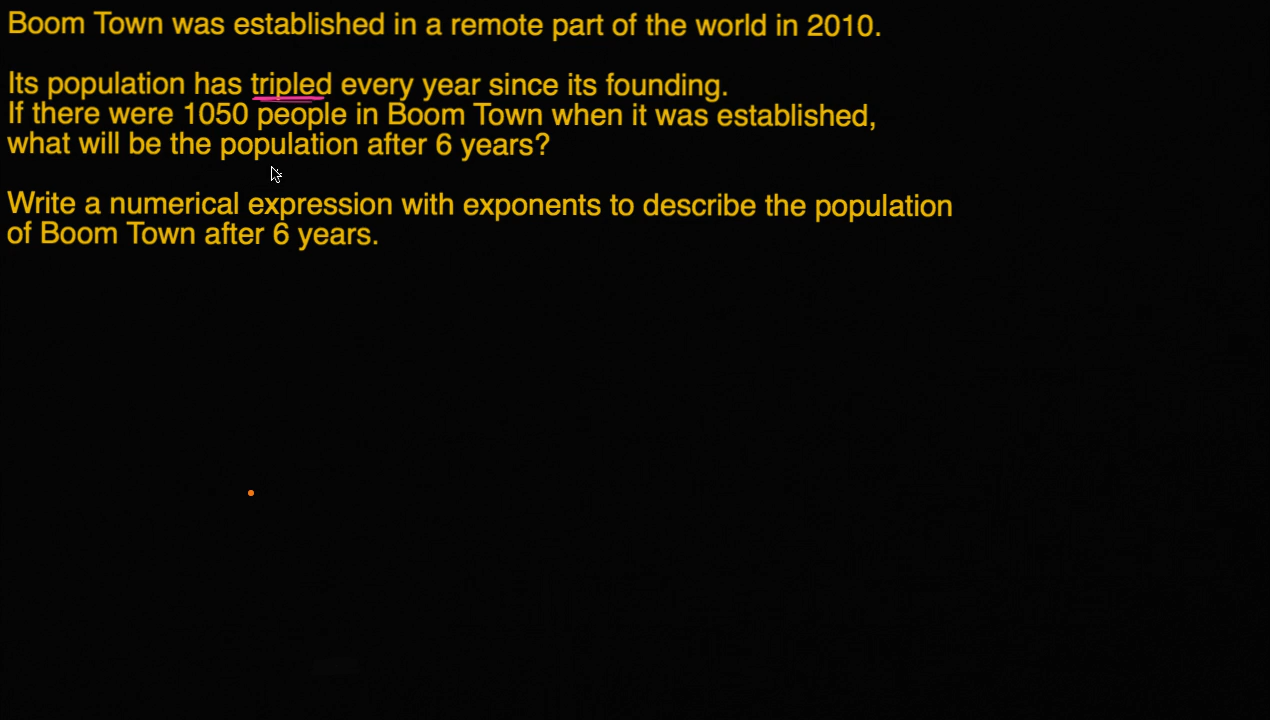 Boom Town was established in a remote part of the world in 2010.
Its population has tripled every year since its founding.
If there were 1050 people in Boom Town when it was established,
what will be the population after 6 years?
Write a numerical expression with exponents to describe the population
of Boom Town after 6 years.